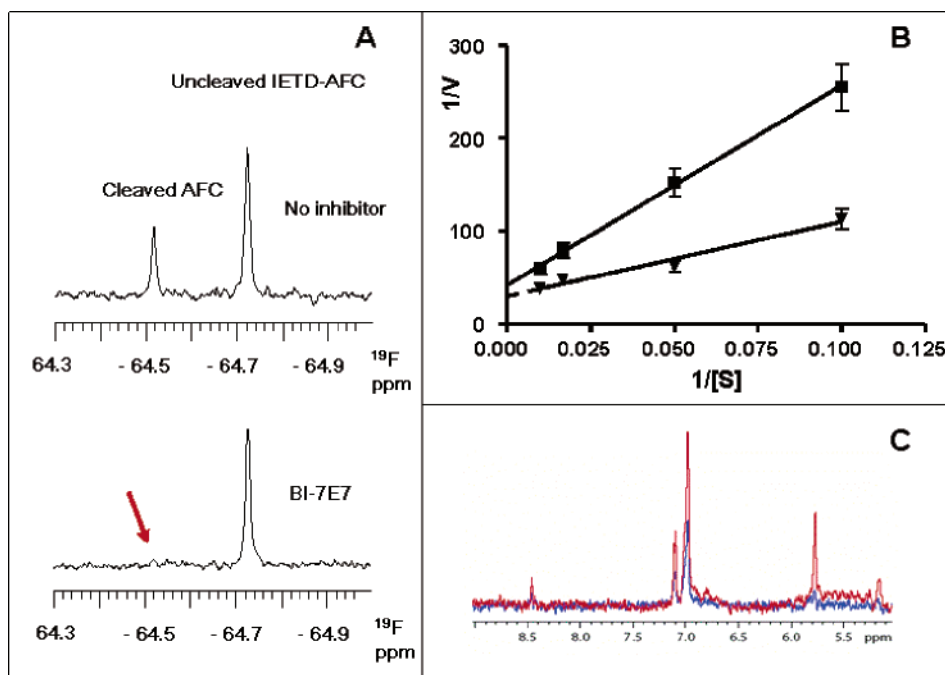 A
Uncleaved IETD-AFC
Cleaved AFC
No inhibitor
64.3 - 64.5 - 64.7 - 64.9 19F
ppm
BI-7E7
- 64.3 - 64.5 - 64.7 - 64.9 19F
ppm
B
300
200
100
0
1/V
0.000 0.025 0.050 0.075 0.100 0.125
1/[S]
C
8.5 8.0 7.5 7.0 6.5 6.0 5.5 ppm